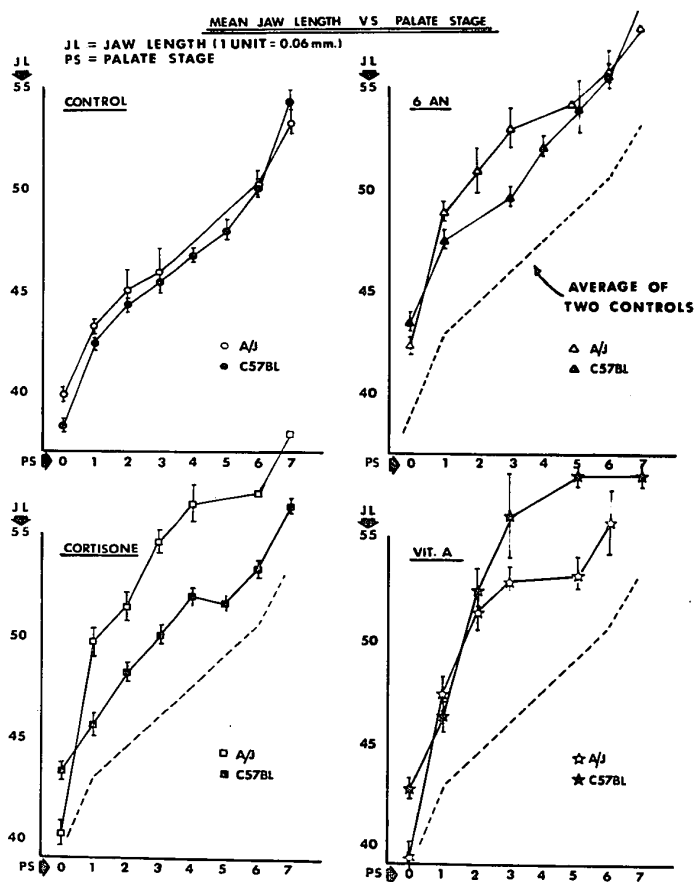 MEAN JAW LENGTH VS PALATE STAGE
JL = JAW LENGTH (1 UNIT = 0.06 mm.)
PS = PALATE STAGE
JL
55
CONTROL
50
45
40
A/J
C57BL
PS 0 1 2 3 4 5 6 7
JL
55
6 AN
50
45
40
AVERAGE OF
TWO CONTROLS
A/J
C57BL
PS 0 1 2 3 4 5 6 7
JL
55
CORTISONE
50
45
40
A/J
C57BL
PS 0 1 2 3 4 5 6 7
JL
55
VIT. A
50
45
40
A/J
C57BL
PS 0 1 2 3 4 5 6 7